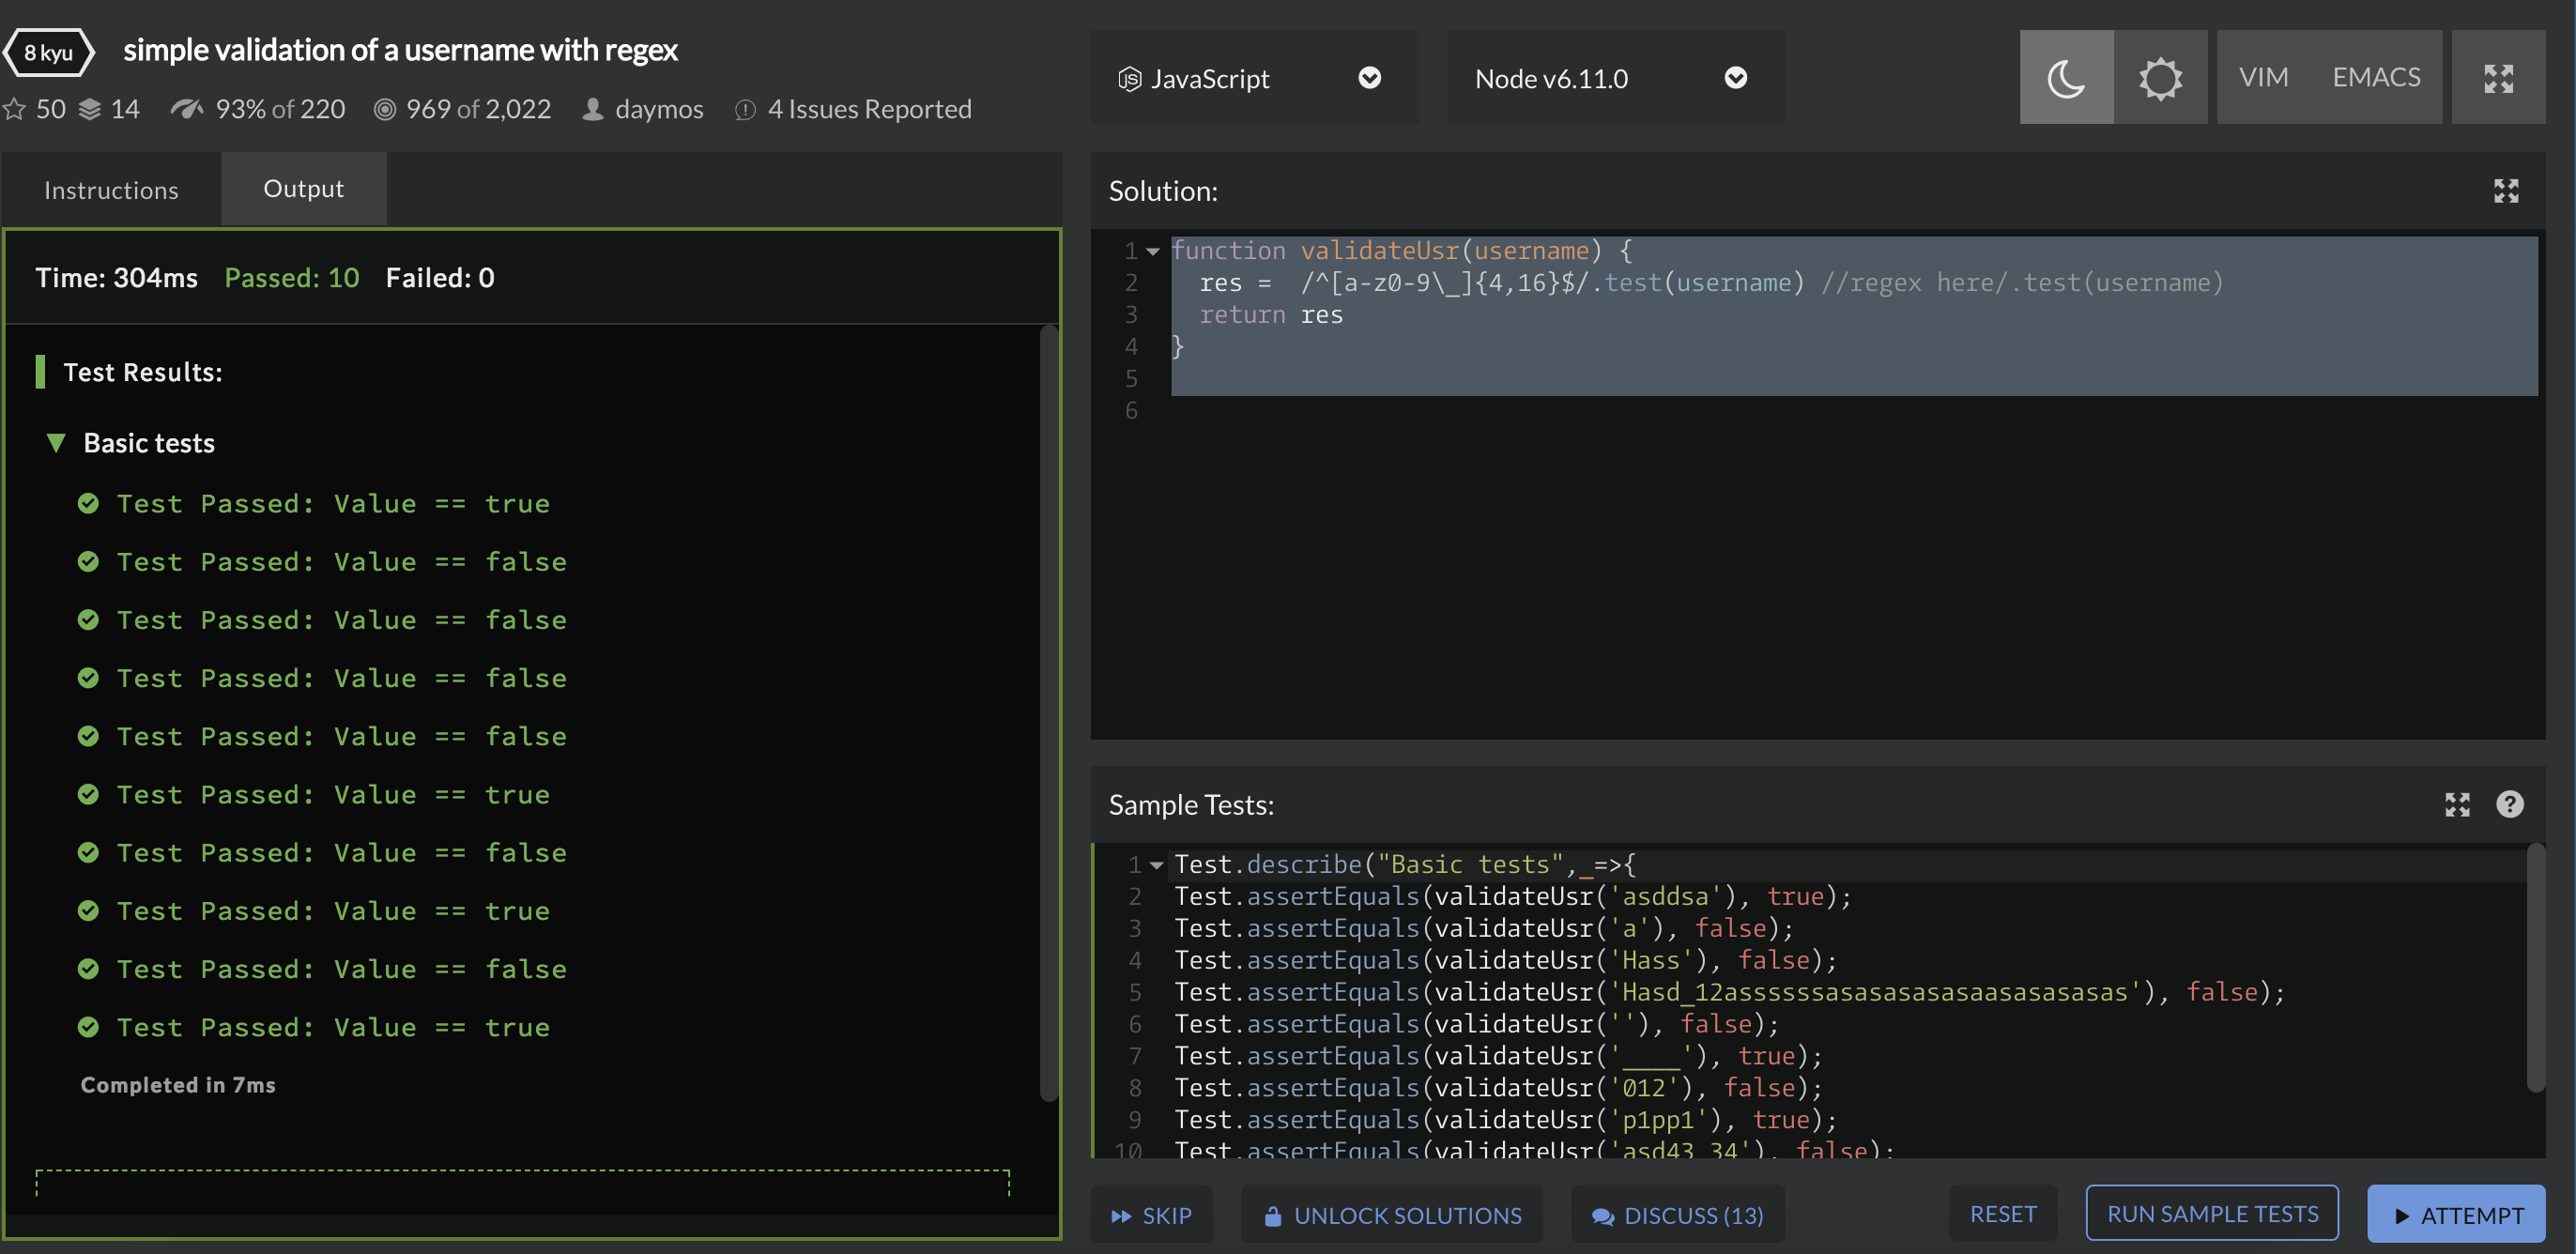 8 kyu simple validation of a username with regex
50 14 93% of 220 969 of 2,022 daymos 4 Issues Reported
JavaScript Node v6.11.0 VIM EMACS
Instructions Output
Time: 304ms Passed: 10 Failed: 0
Test Results:
Basic tests
Test Passed: Value == true
Test Passed: Value == false
Test Passed: Value == false
Test Passed: Value == false
Test Passed: Value == false
Test Passed: Value == true
Test Passed: Value == false
Test Passed: Value == true
Test Passed: Value == false
Test Passed: Value == true
Completed in 7ms
Solution:
1 function validateUsr(username) {
2 res =  /^[a-z0-9\_]{4,16}$/.test(username) //regex here/.test(username)
3 return res
4 }
5
6
Sample Tests:
1 Test.describe("Basic tests",_=>{
2 Test.assertEquals(validateUsr('asddsa'), true);
3 Test.assertEquals(validateUsr('a'), false);
4 Test.assertEquals(validateUsr('Hass'), false);
5 Test.assertEquals(validateUsr('Hasd_12assssssasasasasasaasasasasas'), false);
6 Test.assertEquals(validateUsr(''), false);
7 Test.assertEquals(validateUsr('____'), true);
8 Test.assertEquals(validateUsr('012'), false);
9 Test.assertEquals(validateUsr('p1pp1'), true);
10 Test.assertEquals(validateUsr('asd43 34'), false);
SKIP UNLOCK SOLUTIONS DISCUSS (13) RESET RUN SAMPLE TESTS ATTEMPT